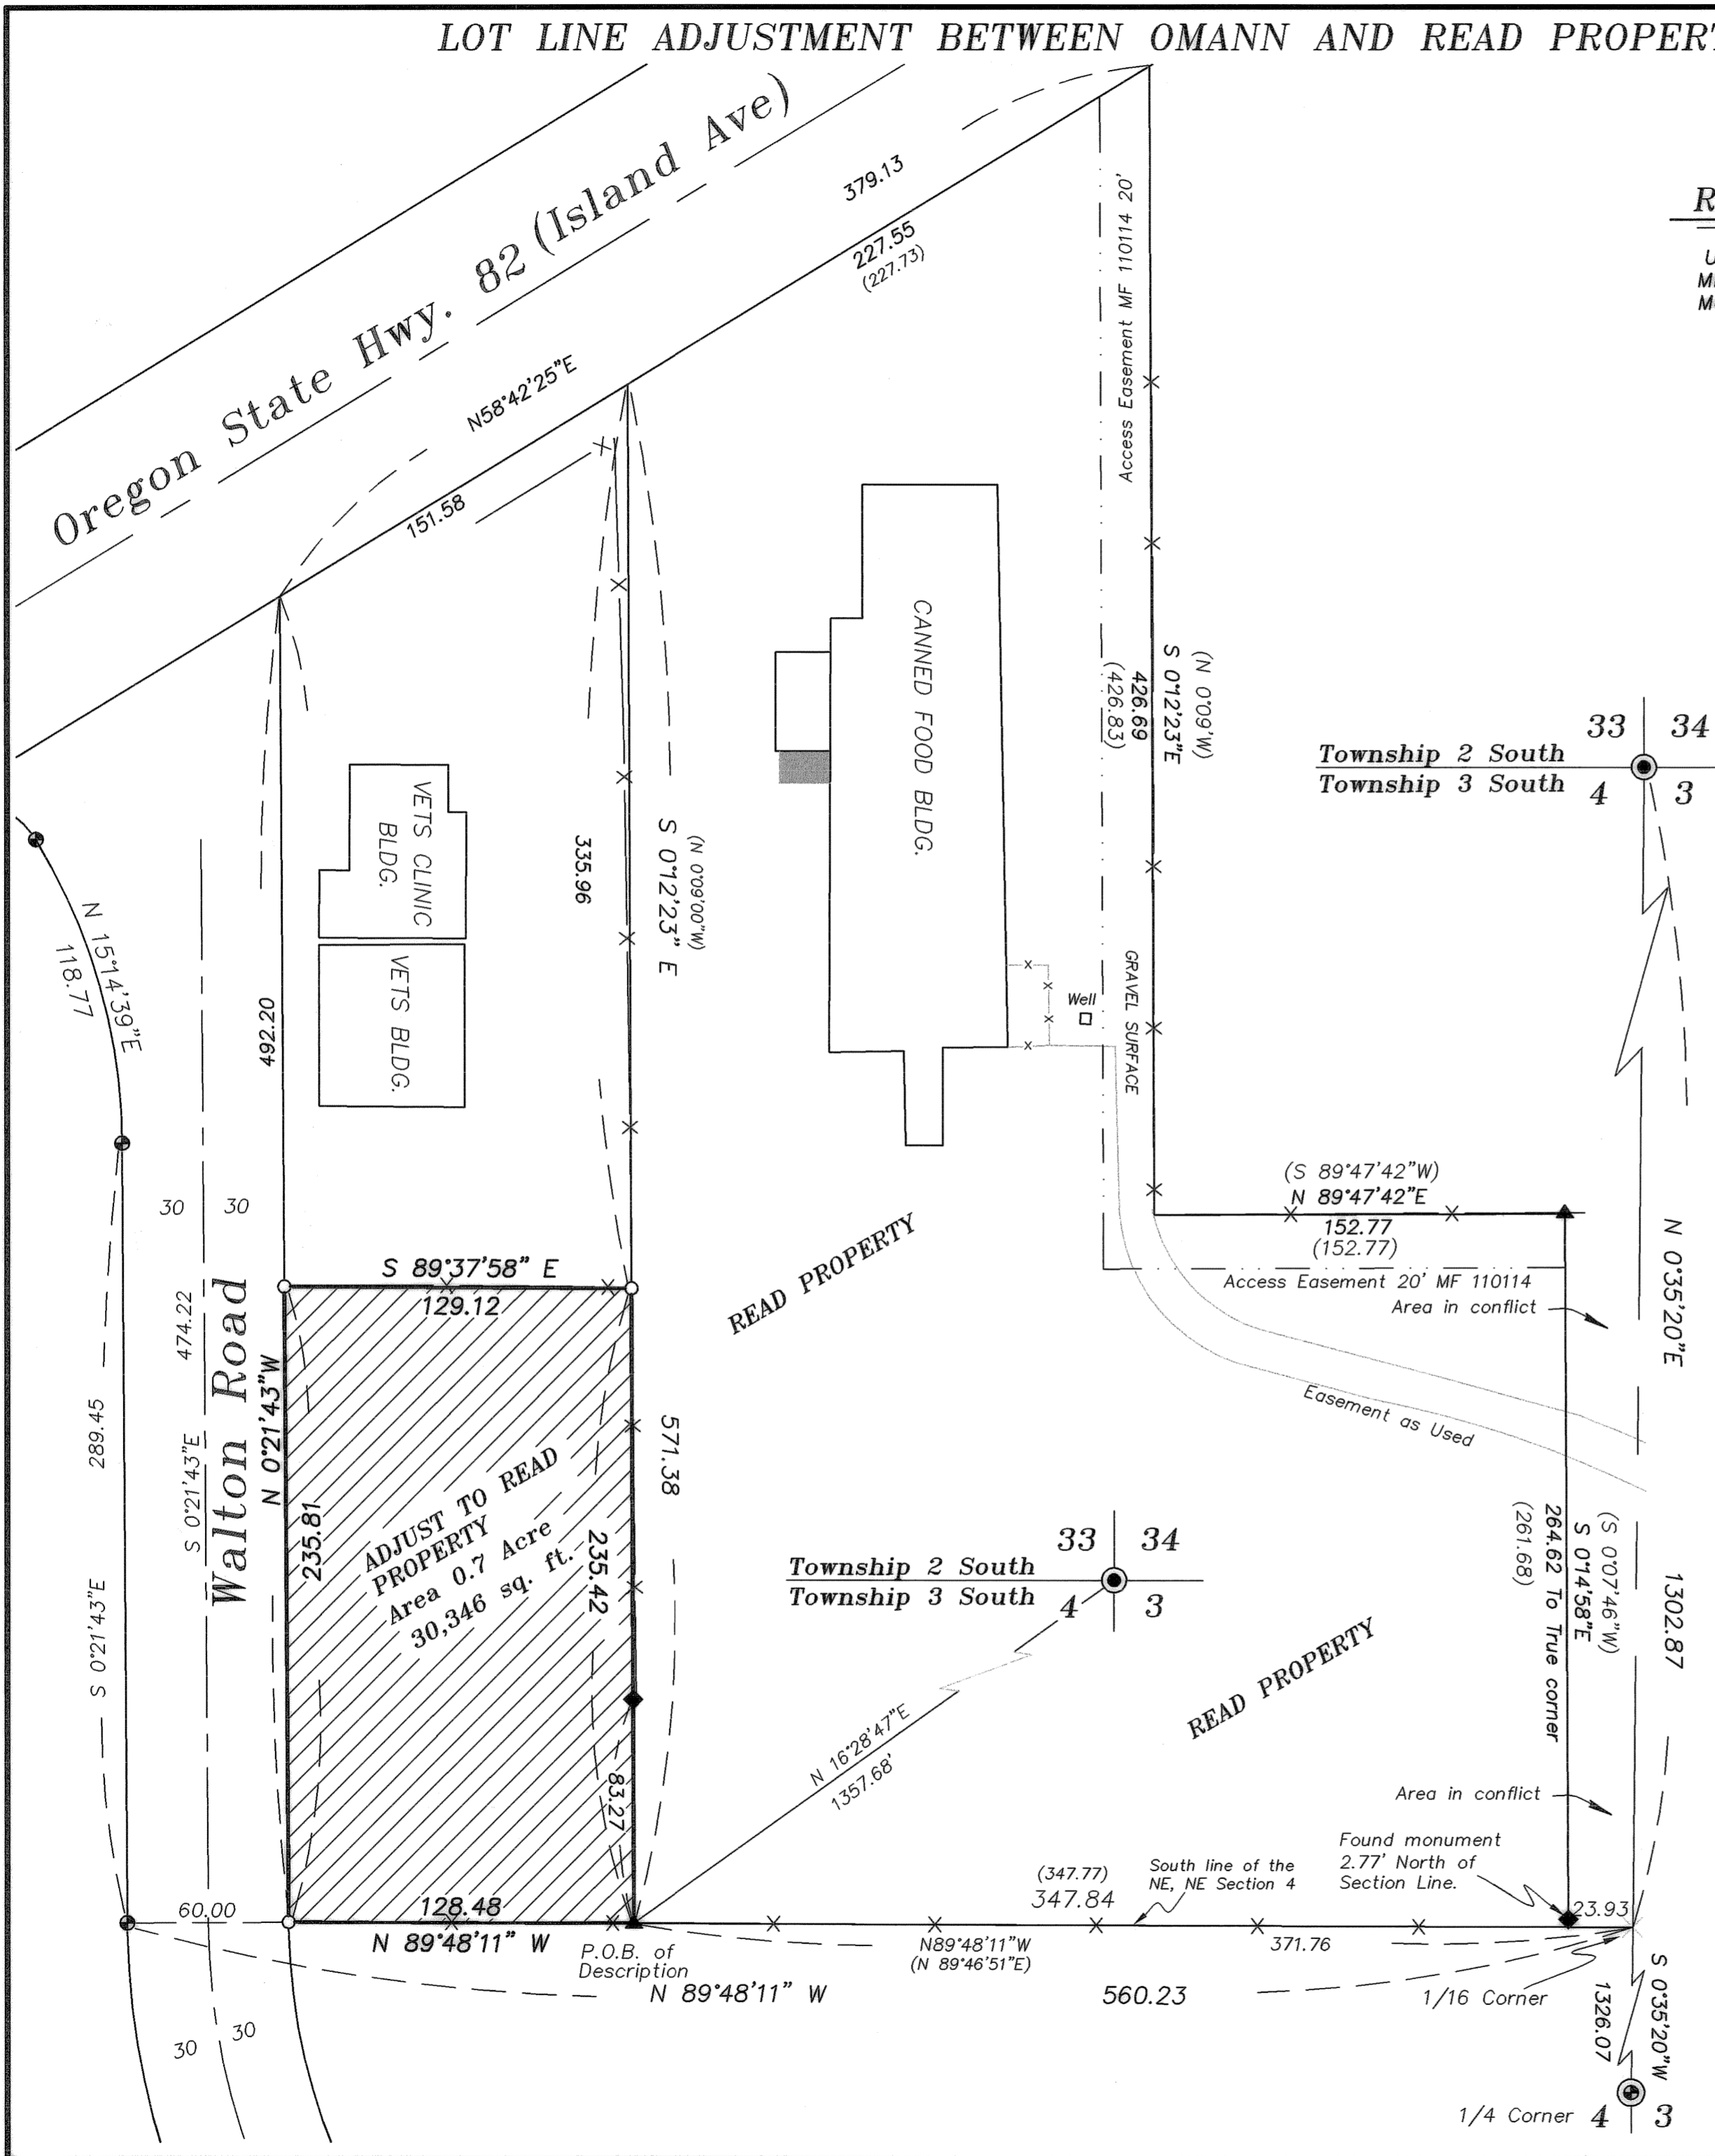 LOT LINE ADJUSTMENT BETWEEN OMANN AND READ PROPERT
Oregon State Hwy. 82 (Island Ave)
379.13
227.55
(227.73)
N58°42'25"E
151.58
Access Easement MF 110114 20'
R
U
M
(N 0°09'W)
S 0°12'23"E
426.69
(426.83)
CANNED FOOD BLDG.
33 34
Township 2 South
Township 3 South
4 3
VETS CLINIC
BLDG.
VETS BLDG.
335.96
(N 0°09'00"W)
S 0°12'23" E
N 15°14'39"E
118.77
492.20
Well
GRAVEL SURFACE
30 30
(S 89°47'42"W)
N 89°47'42"E
152.77
(152.77)
Access Easement 20' MF 110114
Area in conflict
N 0°35'20"E
1302.87
S 89°37'58" E
129.12
READ PROPERTY
474.22
S 0°21'43"E
Walton Road
N 0°21'43"W
289.45
S 0°21'43"E
235.81
ADJUST TO READ
PROPERTY
Area 0.7 Acre
30,346 sq. ft.
235.42
571.38
83.27
Easement as Used
(S 0°07'46"W)
S 0°14'58"E
264.62 To True corner
(261.68)
33 34
Township 2 South
Township 3 South
4 3
N 16°28'47"E
1357.68'
READ PROPERTY
Area in conflict
Found monument
2.77' North of
Section Line.
(347.77)
347.84
South line of the
NE, NE Section 4
23.93
60.00
128.48
N 89°48'11" W
P.O.B. of
Description
N89°48'11"W
(N 89°46'51"E)
371.76
N 89°48'11" W
560.23
1/16 Corner
S 0°35'20"W
1326.07
30 30
1/4 Corner 4 3